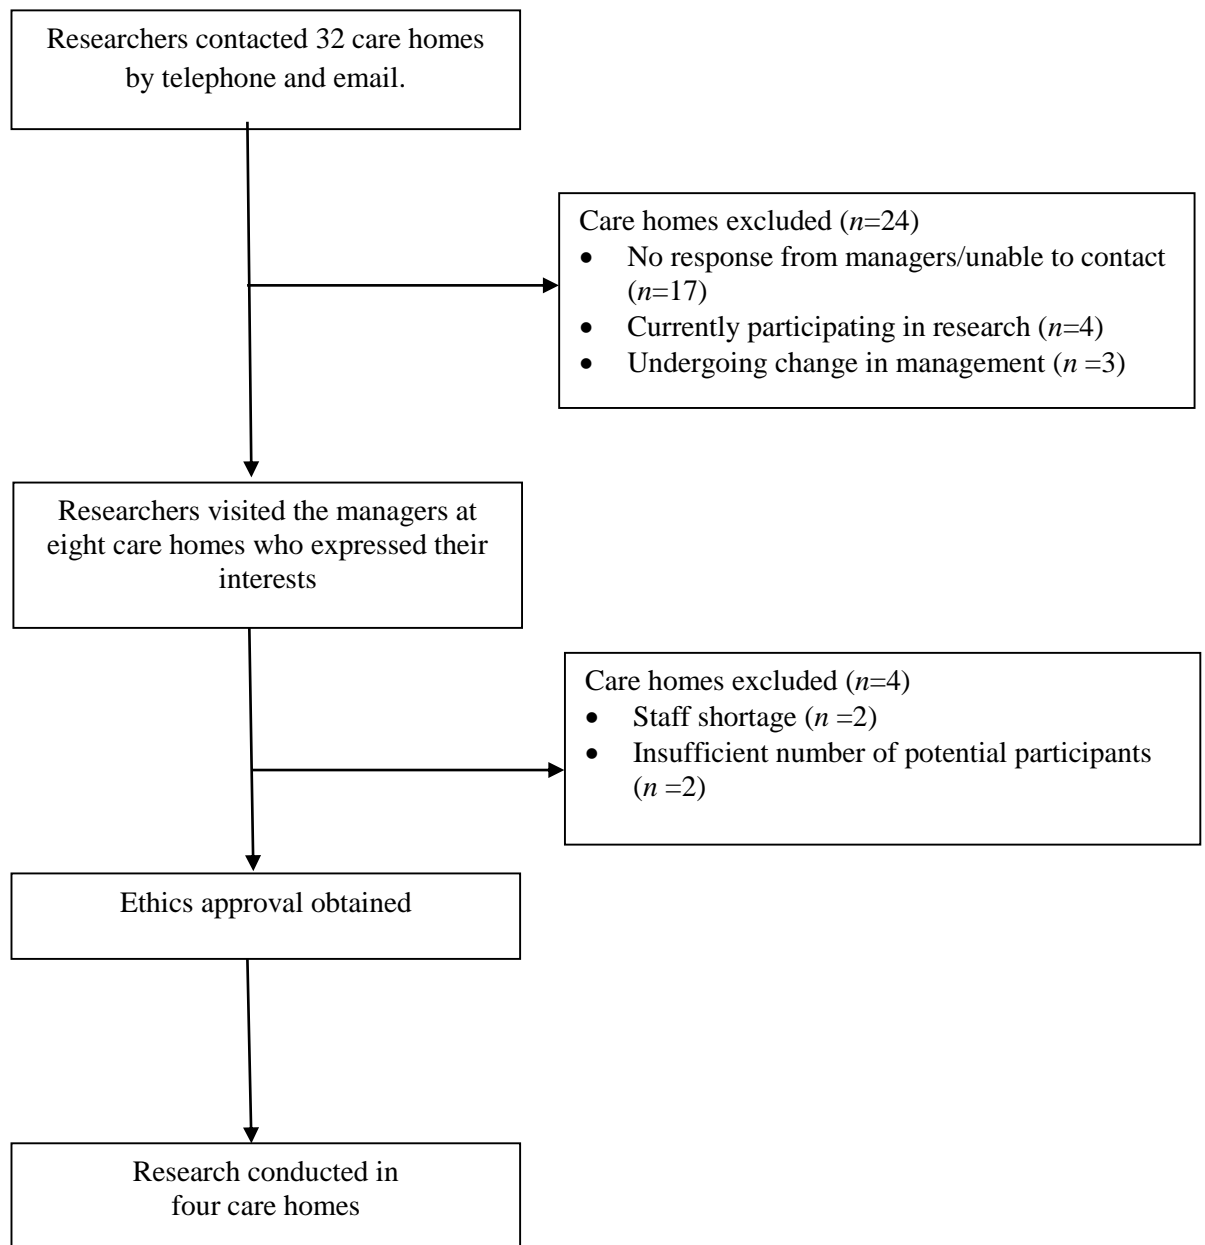 Researchers contacted 32 care homes
by telephone and email.
Care homes excluded (n=24)
• No response from managers/unable to contact
(n=17)
• Currently participating in research (n=4)
• Undergoing change in management (n =3)
Researchers visited the managers at
eight care homes who expressed their
interests
Care homes excluded (n=4)
• Staff shortage (n =2)
• Insufficient number of potential participants
(n =2)
Ethics approval obtained
Research conducted in
four care homes